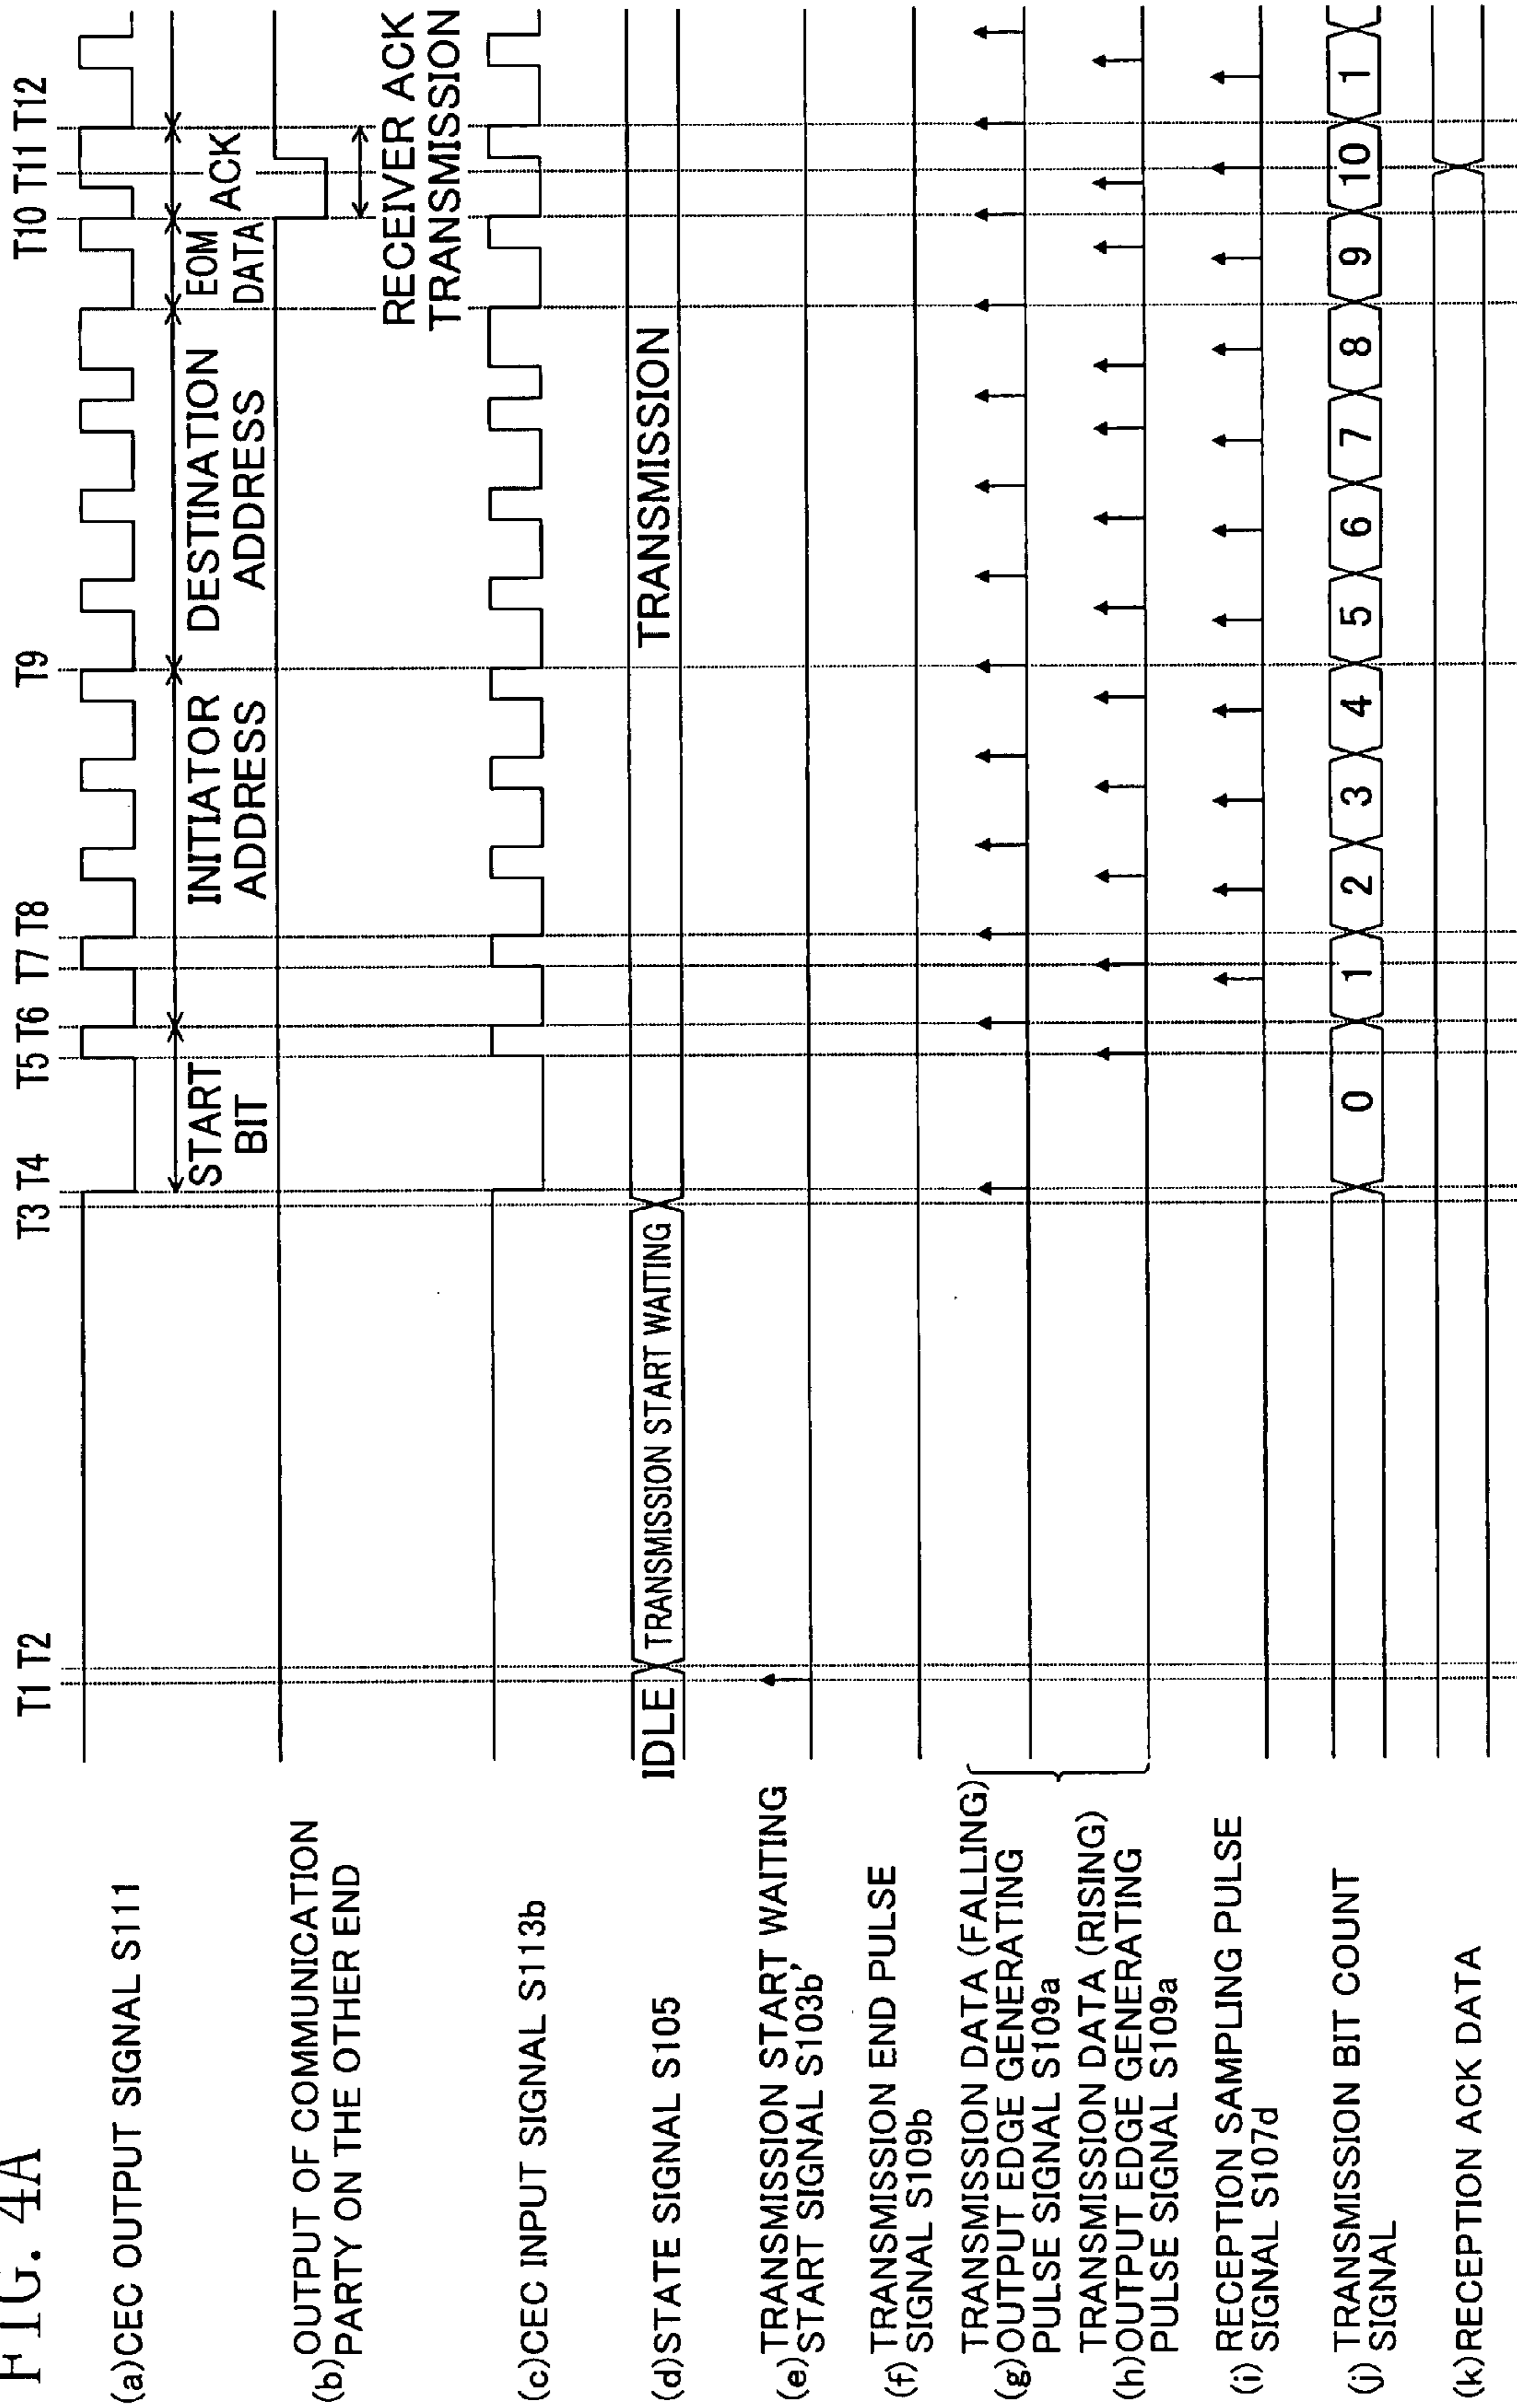 FIG. 4A
T1 T2
T3 T4
T5 T6
T7 T8
T9
T10 T11 T12
(a)CEC OUTPUT SIGNAL S111
START
BIT
INITIATOR
ADDRESS
DESTINATION
ADDRESS
EOM
DATA
ACK
(b)OUTPUT OF COMMUNICATION
PARTY ON THE OTHER END
RECEIVER ACK
TRANSMISSION
(c)CEC INPUT SIGNAL S113b
(d)STATE SIGNAL S105
IDLE
TRANSMISSION START WAITING
TRANSMISSION
(e)TRANSMISSION START WAITING
START SIGNAL S103b'
(f)TRANSMISSION END PULSE
SIGNAL S109b
(g)TRANSMISSION DATA (FALLING)
OUTPUT EDGE GENERATING
PULSE SIGNAL S109a
(h)TRANSMISSION DATA (RISING)
OUTPUT EDGE GENERATING
PULSE SIGNAL S109a
(i)RECEPTION SAMPLING PULSE
SIGNAL S107d
(j)TRANSMISSION BIT COUNT
SIGNAL
0 1 2 3 4 5 6 7 8 9 10 1
(k)RECEPTION ACK DATA